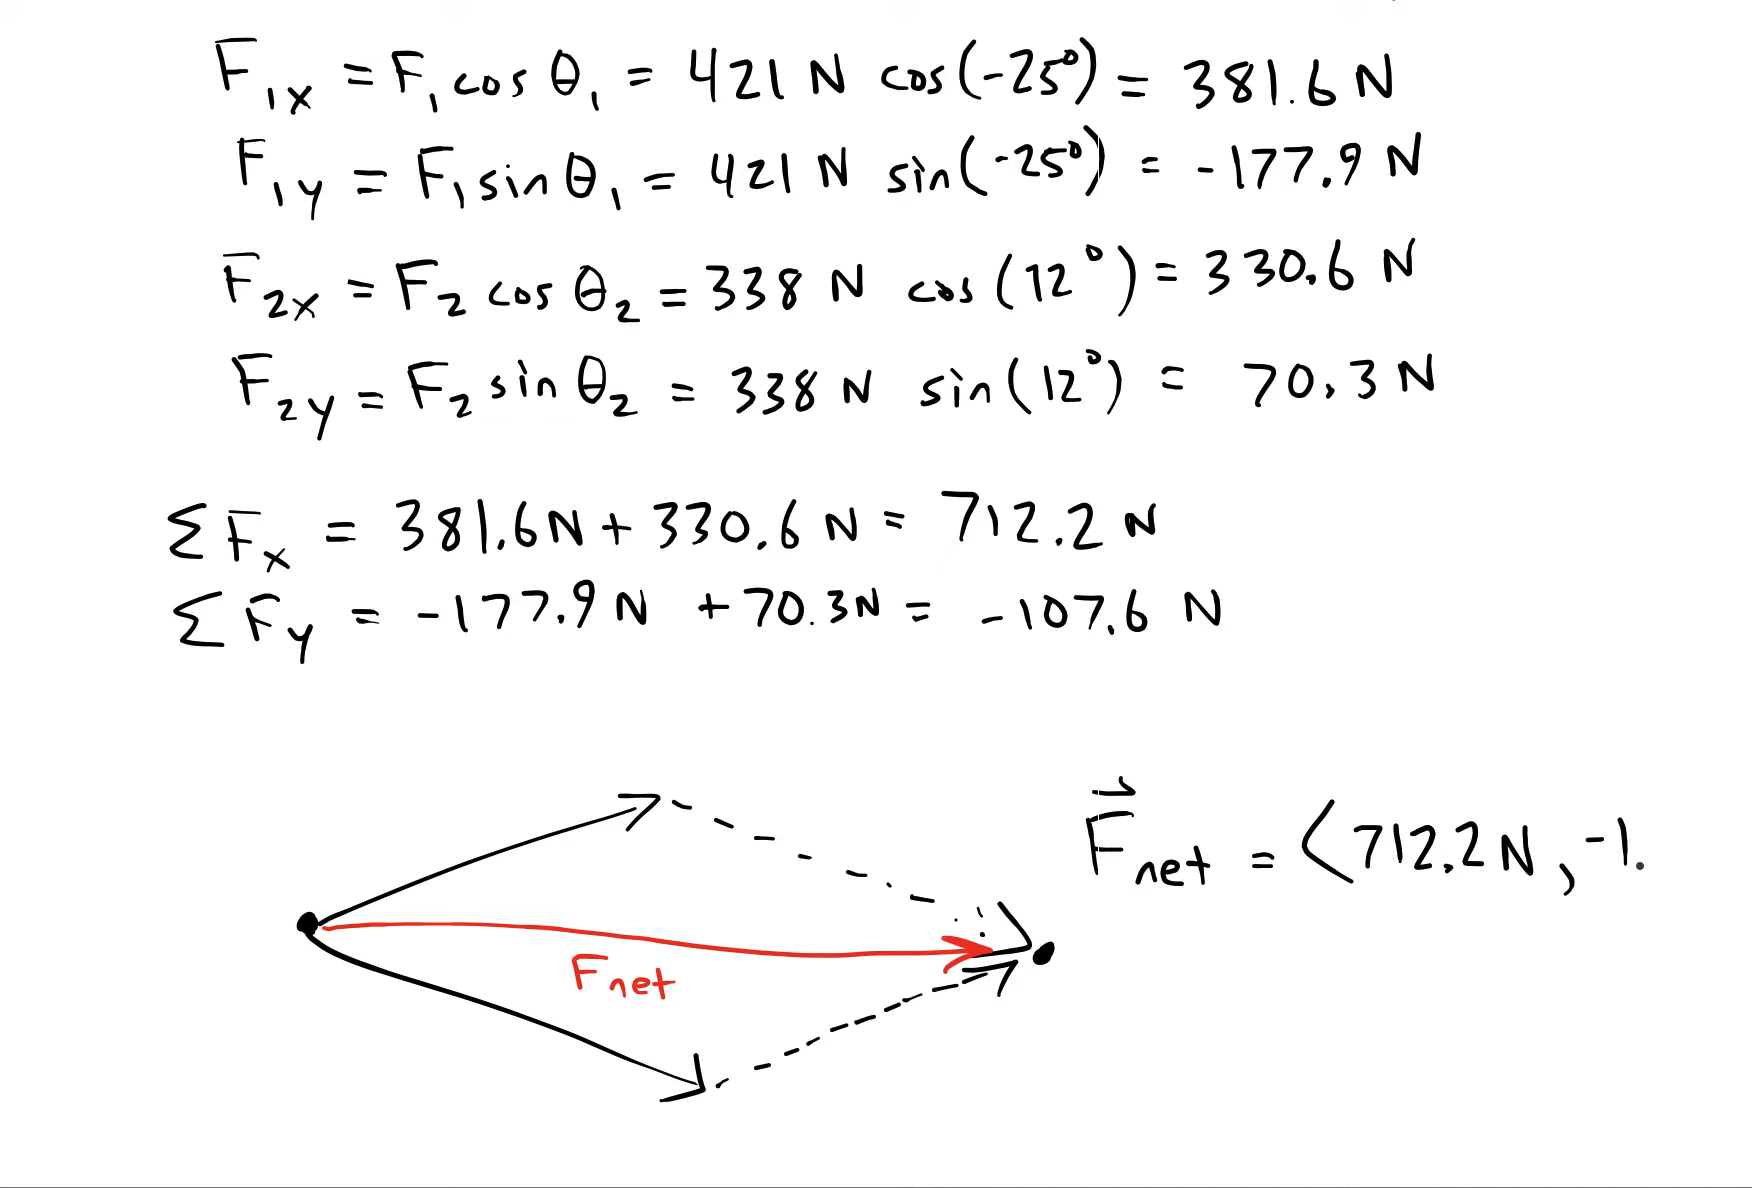 F₁ₓ = F₁ cos θ₁ = 421 N cos(-25°) = 381.6 N
F₁y = F₁ sin θ₁ = 421 N sin(-25°) = -177.9 N
F₂ₓ = F₂ cos θ₂ = 338 N cos(12°) = 330.6 N
F₂y = F₂ sin θ₂ = 338 N sin(12°) = 70.3 N
ΣFₓ = 381.6 N + 330.6 N = 712.2 N
ΣFy = -177.9 N + 70.3 N = -107.6 N
F⃗net = ⟨712.2 N, -1
Fnet